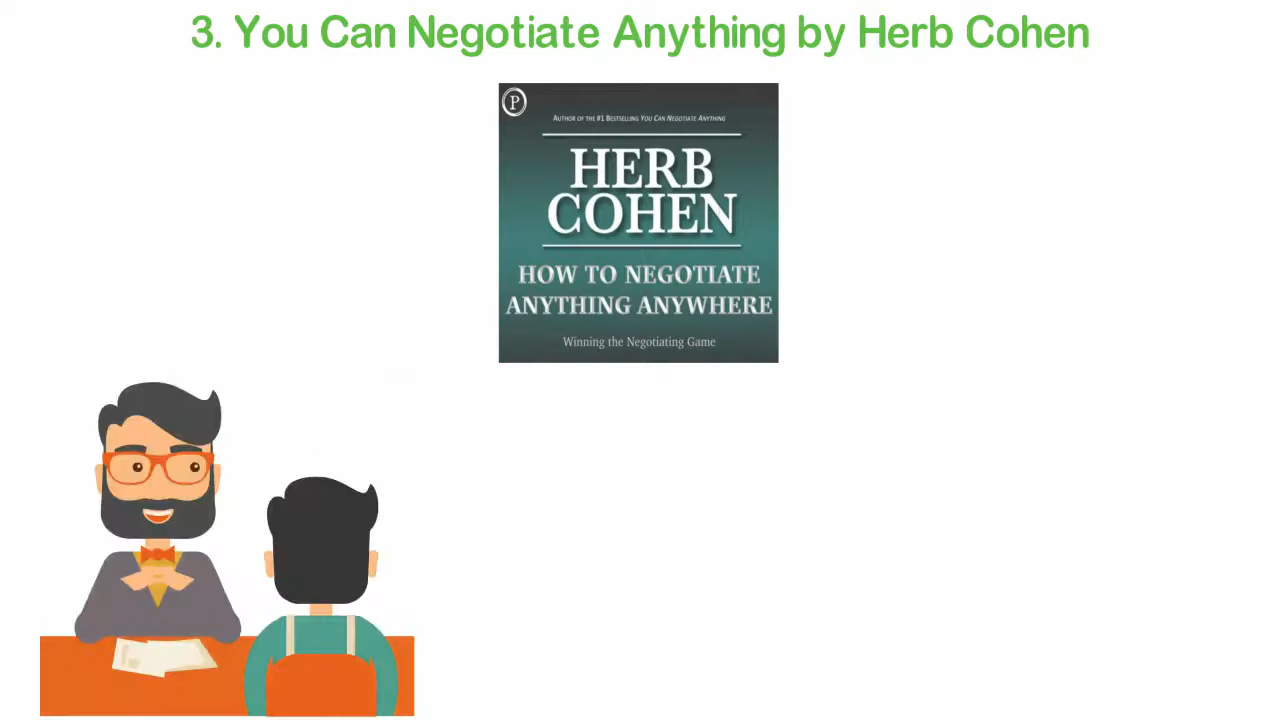 3. You Can Negotiate Anything by Herb Cohen
P
AUTHOR OF THE #1 BESTSELLING YOU CAN NEGOTIATE ANYTHING
HERB
COHEN
HOW TO NEGOTIATE
ANYTHING ANYWHERE
Winning the Negotiating Game